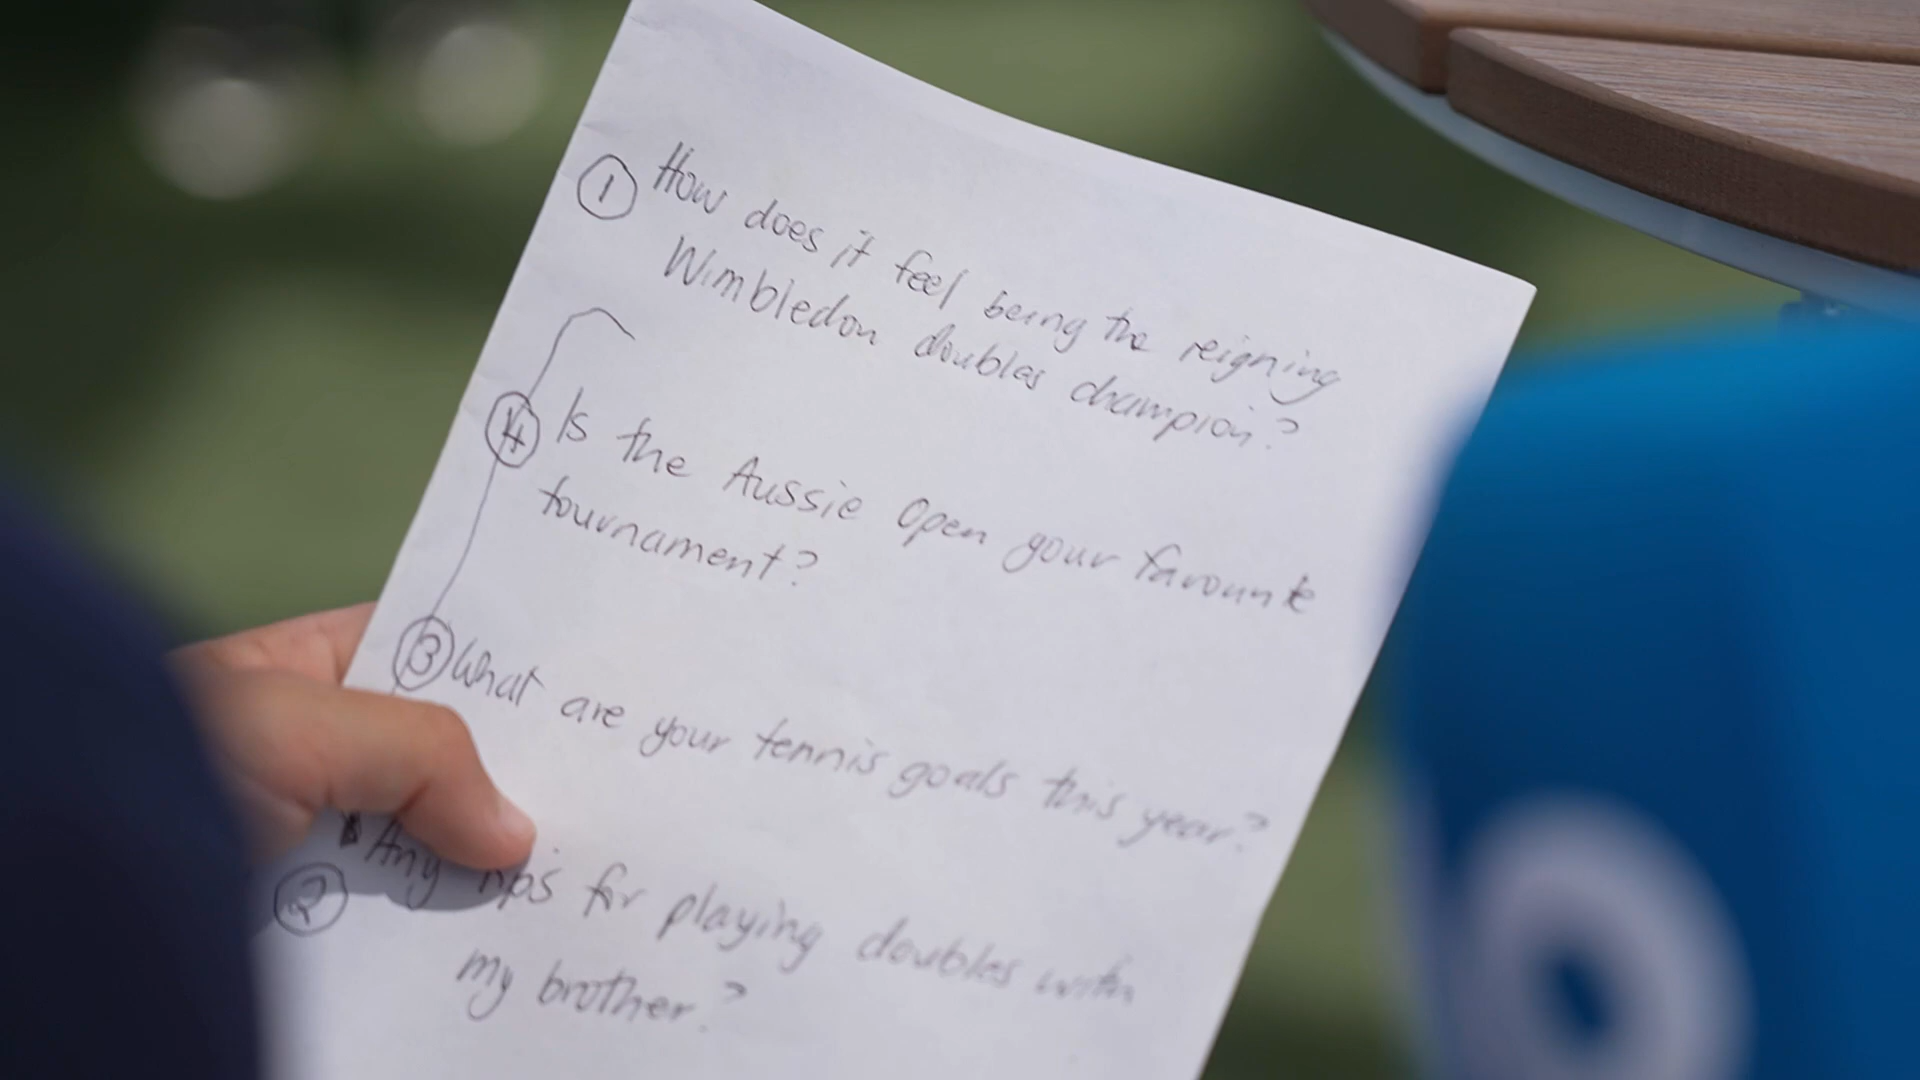 1 How does it feel being the reigning
Wimbledon doubles champion?
4 Is the Aussie Open your favourite
tournament?
3 What are your tennis goals this year?
Any tips for playing doubles with
2 my brother?